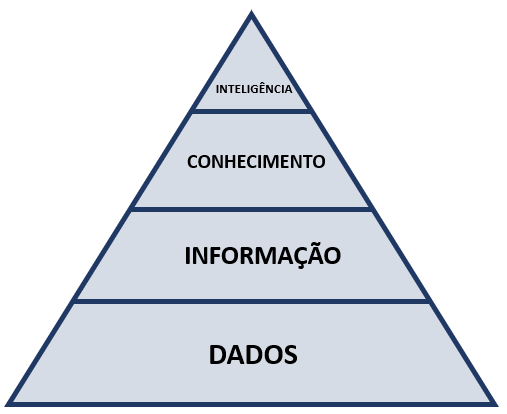 INTELIGÊNCIA
CONHECIMENTO
INFORMAÇÃO
DADOS